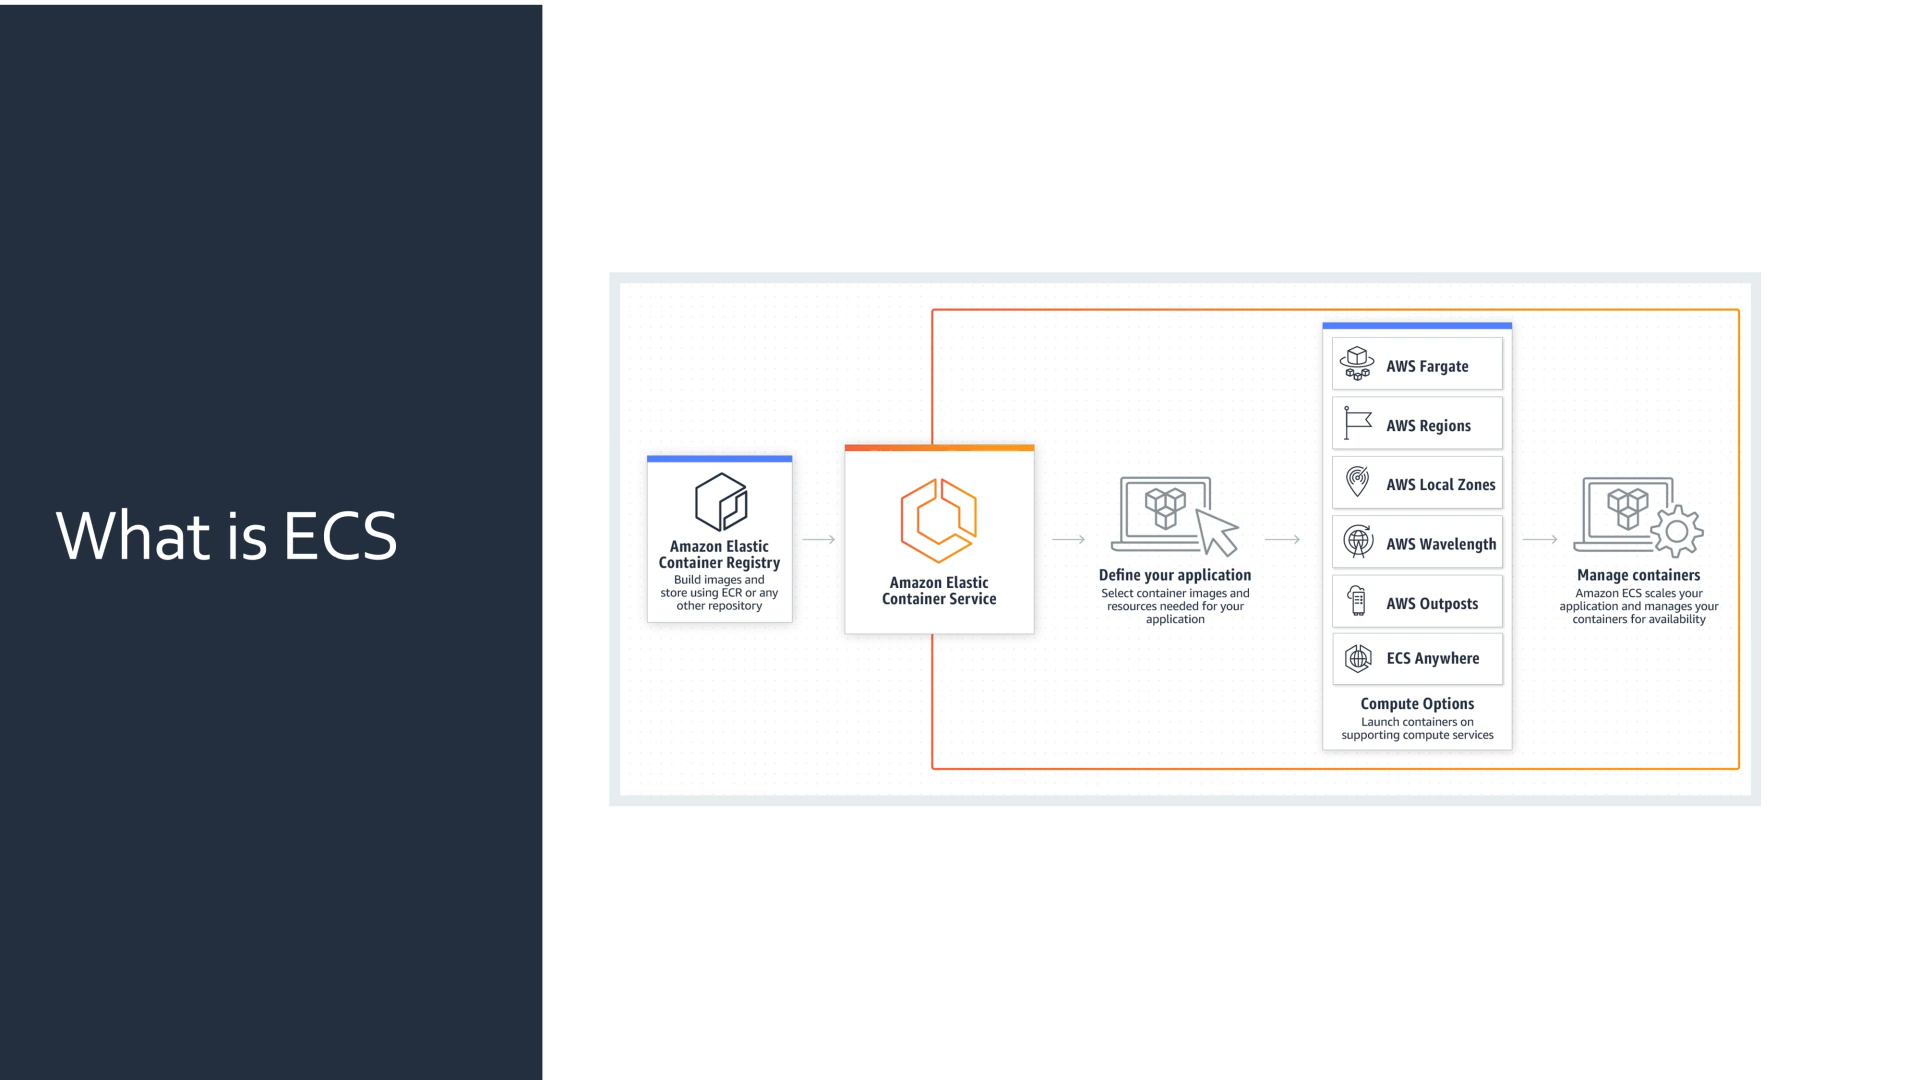 What is ECS
Amazon Elastic
Container Registry
Build images and
store using ECR or any
other repository
Amazon Elastic
Container Service
Define your application
Select container images and
resources needed for your
application
AWS Fargate
AWS Regions
AWS Local Zones
AWS Wavelength
AWS Outposts
ECS Anywhere
Compute Options
Launch containers on
supporting compute services
Manage containers
Amazon ECS scales your
application and manages your
containers for availability